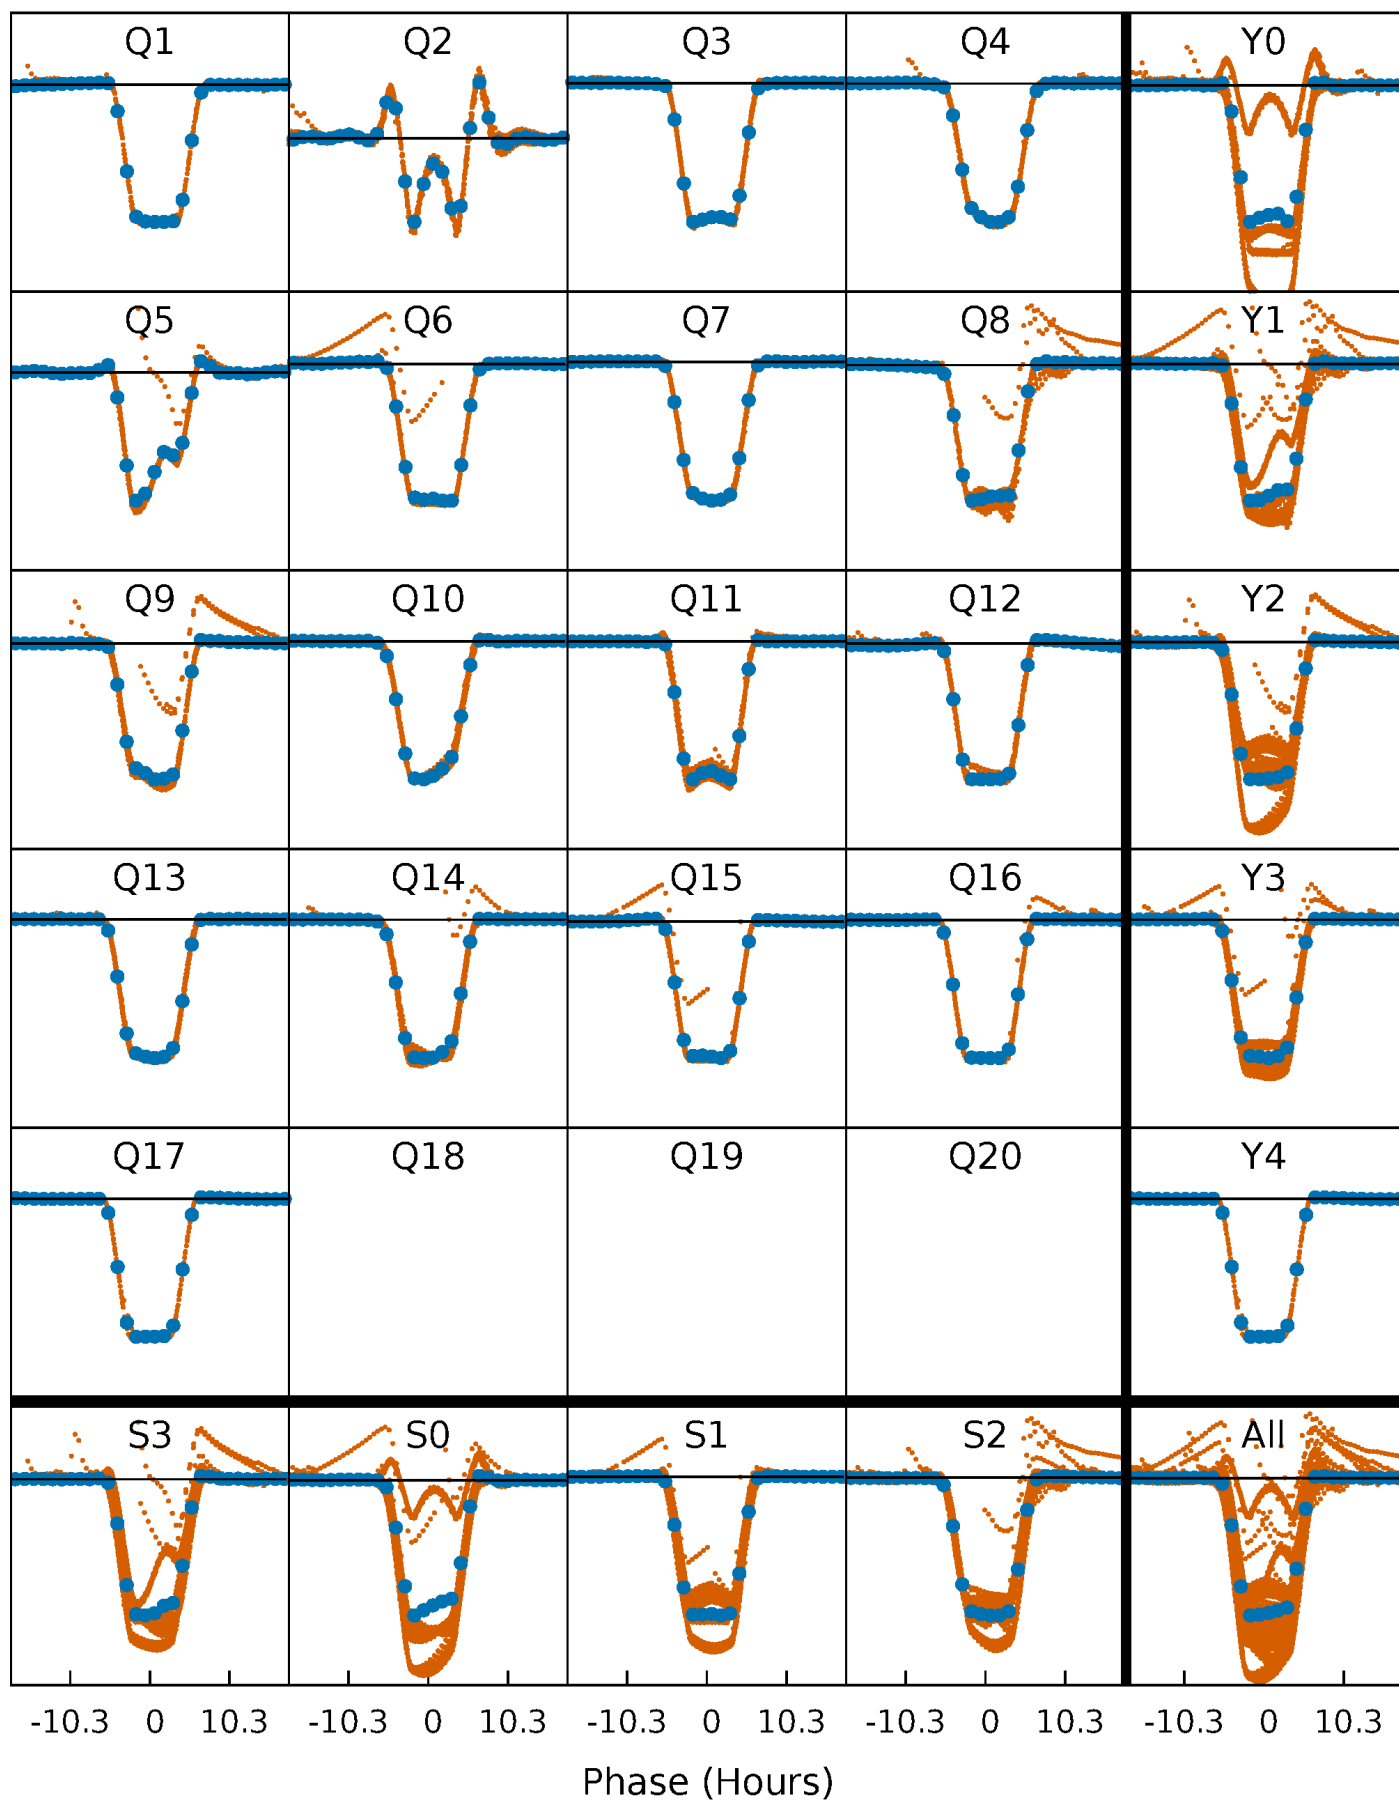 Q1 Q2 Q3 Q4 Y0
Q5 Q6 Q7 Q8 Y1
Q9 Q10 Q11 Q12 Y2
Q13 Q14 Q15 Q16 Y3
Q17 Q18 Q19 Q20 Y4
S3 S0 S1 S2 All
-10.3 0 10.3 -10.3 0 10.3 -10.3 0 10.3 -10.3 0 10.3 -10.3 0 10.3
Phase (Hours)